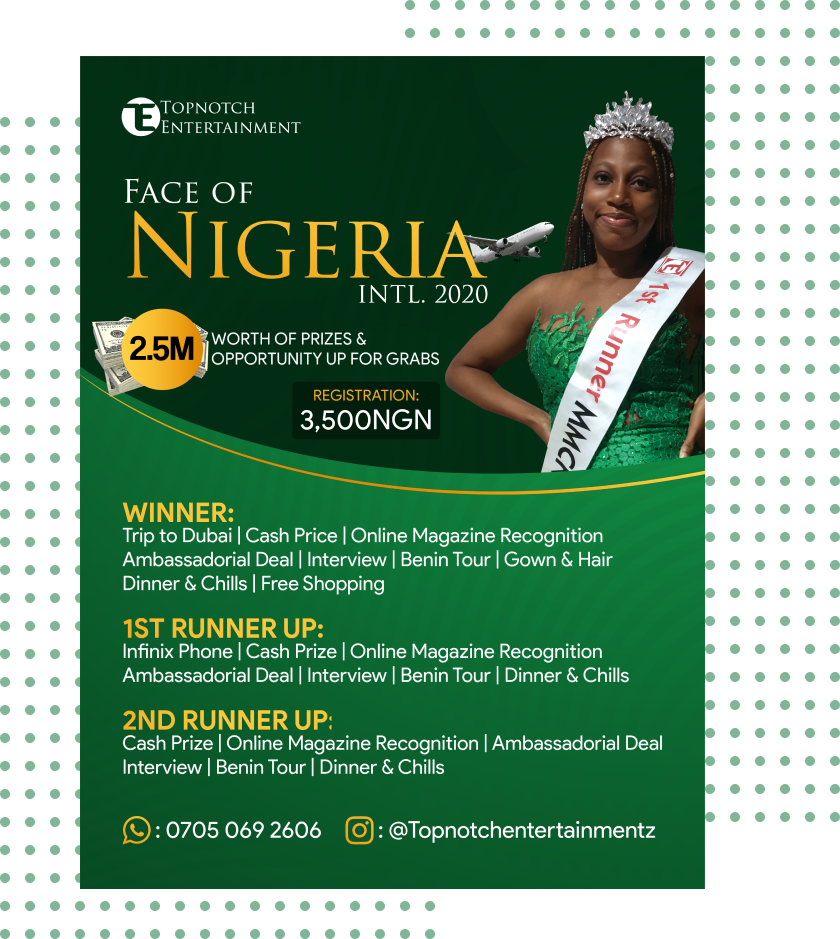 TE
TOPNOTCH
ENTERTAINMENT
FACE OF
NIGERIA
INTL. 2020
2.5M
WORTH OF PRIZES &
OPPORTUNITY UP FOR GRABS
REGISTRATION:
3,500NGN
TE
1st Runner MMC
WINNER:
Trip to Dubai | Cash Price | Online Magazine Recognition
Ambassadorial Deal | Interview | Benin Tour | Gown & Hair
Dinner & Chills | Free Shopping
1ST RUNNER UP:
Infinix Phone | Cash Prize | Online Magazine Recognition
Ambassadorial Deal | Interview | Benin Tour | Dinner & Chills
2ND RUNNER UP:
Cash Prize | Online Magazine Recognition | Ambassadorial Deal
Interview | Benin Tour | Dinner & Chills
: 0705 069 2606
: @Topnotchentertainmentz